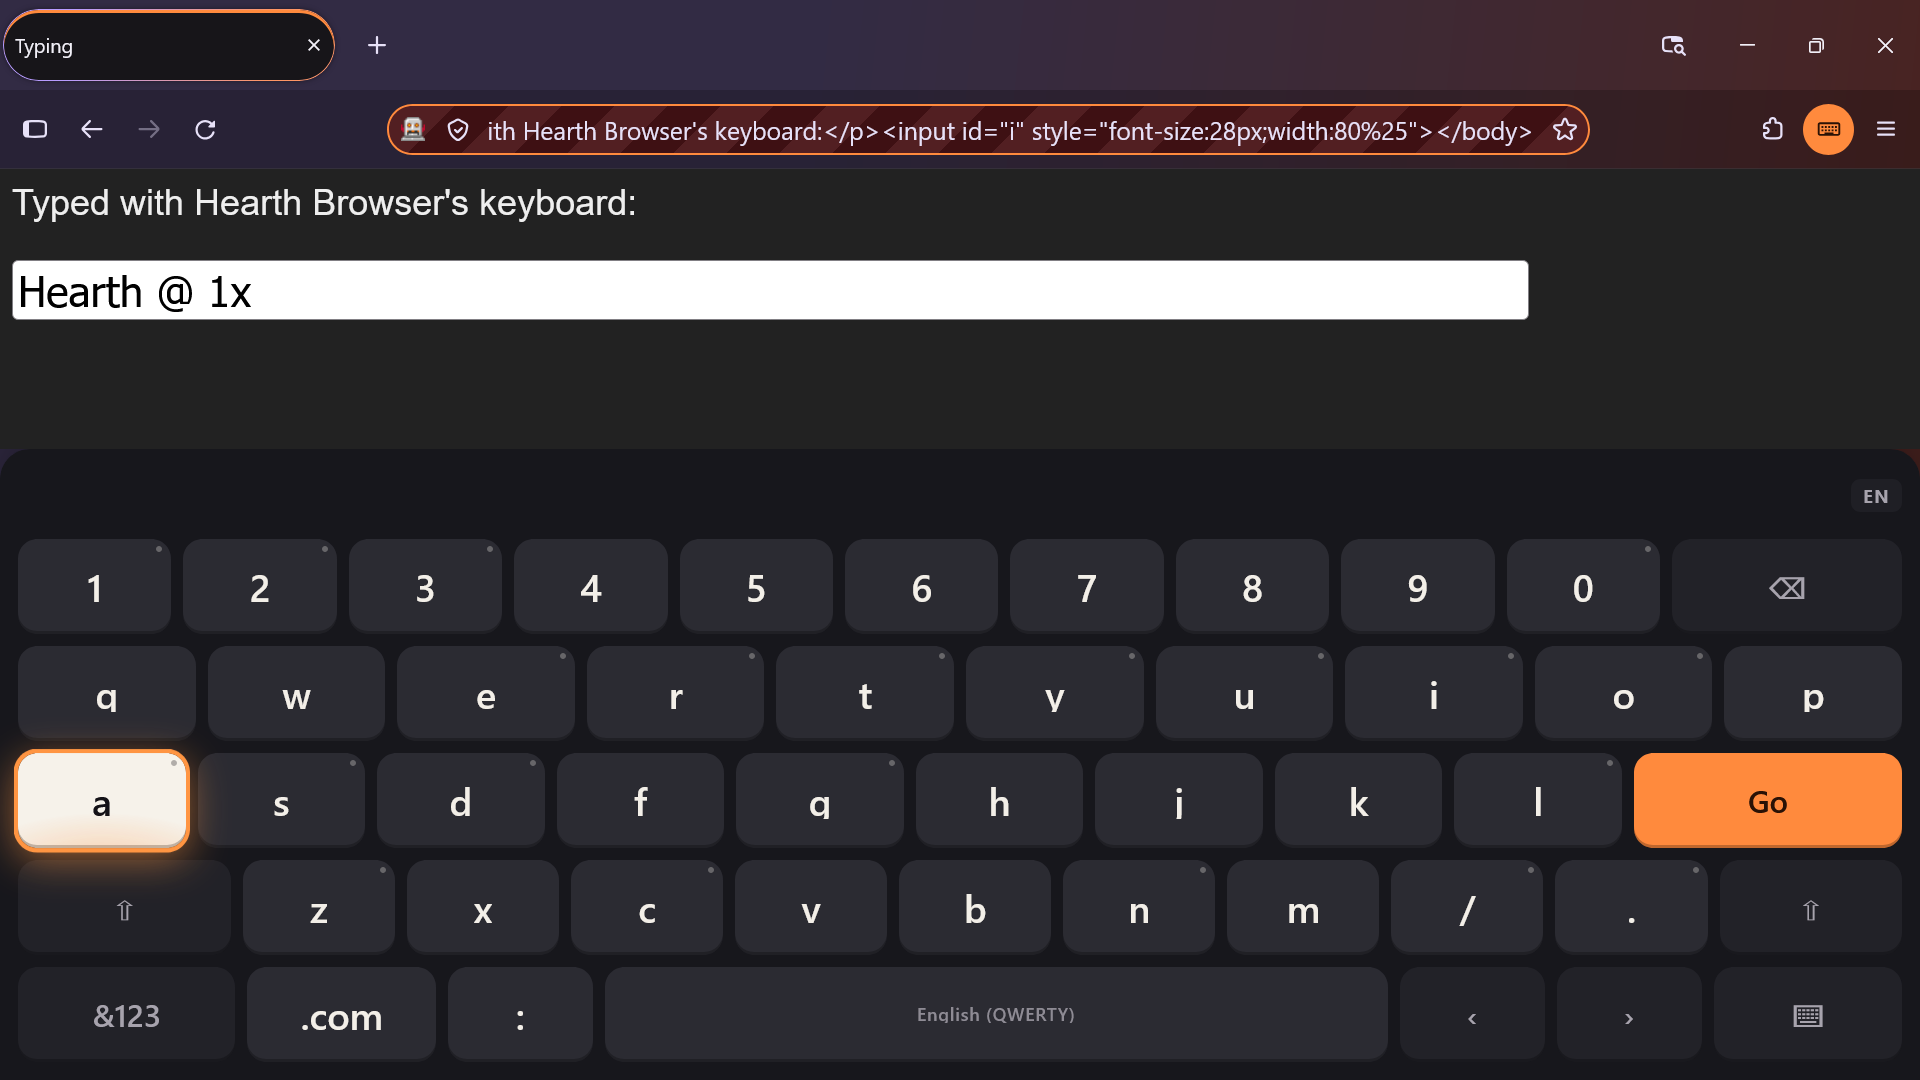 Typing
ith Hearth Browser's keyboard:</p><input id="i" style="font-size:28px;width:80%25"></body>
Typed with Hearth Browser's keyboard:
Hearth @ 1x
EN
1 2 3 4 5 6 7 8 9 0
q w e r t y u i o p
a s d f g h j k l Go
z x c v b n m / .
&123 .com : English (QWERTY) ‹ ›